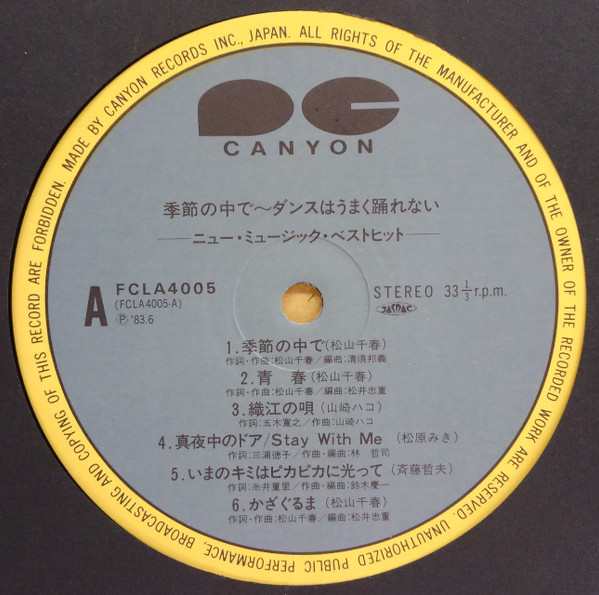 MADE BY CANYON RECORDS INC., JAPAN. ALL RIGHTS OF THE MANUFACTURER AND OF THE OWNER OF THE RECORDED WORK ARE RESERVED. UNAUTHORIZED PUBLIC PERFORMANCE, BROADCASTING AND COPYING OF THIS RECORD ARE FORBIDDEN.
CANYON
季節の中で〜ダンスはうまく踊れない
ニュー・ミュージック・ベストヒット
A
FCLA4005
(FCLA4005-A)
Ⓟ'83.6
STEREO 33 1/3 r.p.m.
JASRAC
1.季節の中で(松山千春)
作詞・作曲:松山千春/編曲:清須邦義
2.青 春(松山千春)
作詞・作曲:松山千春/編曲:松井忠重
3.織江の唄(山崎ハコ)
作詞:五木寛之/作曲:山崎ハコ
4.真夜中のドア/Stay With Me (松原みき)
作詞:三浦徳子/作曲・編曲:林 哲司
5.いまのキミはピカピカに光って(斉藤哲夫)
作詞:糸井重里/作曲・編曲:鈴木慶一
6.かざぐるま(松山千春)
作詞・作曲:松山千春/編曲:松井忠重